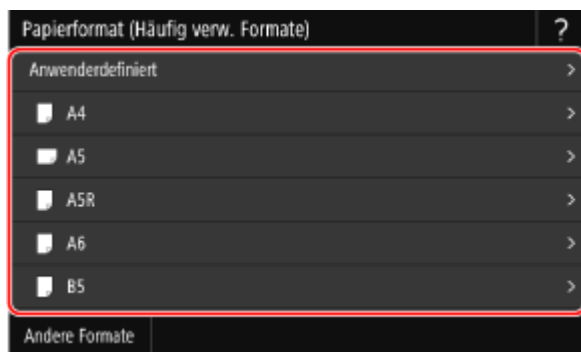 Papierformat (Häufig verw. Formate) ?
Anwenderdefiniert >
A4 >
A5 >
A5R >
A6 >
B5 >
Andere Formate